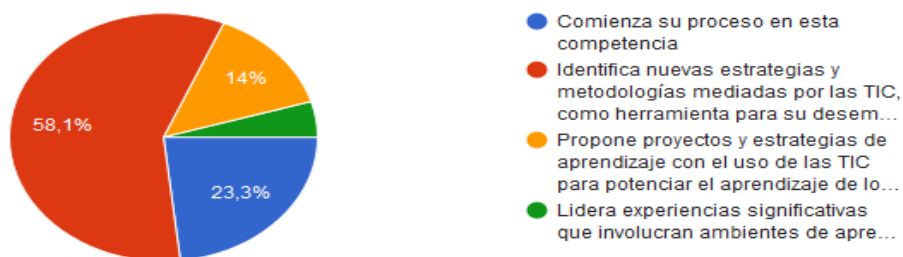 14%
58,1%
23,3%
Comienza su proceso en esta
competencia
Identifica nuevas estrategias y
metodologías mediadas por las TIC,
como herramienta para su desem...
Propone proyectos y estrategias de
aprendizaje con el uso de las TIC
para potenciar el aprendizaje de lo...
Lidera experiencias significativas
que involucran ambientes de apre...